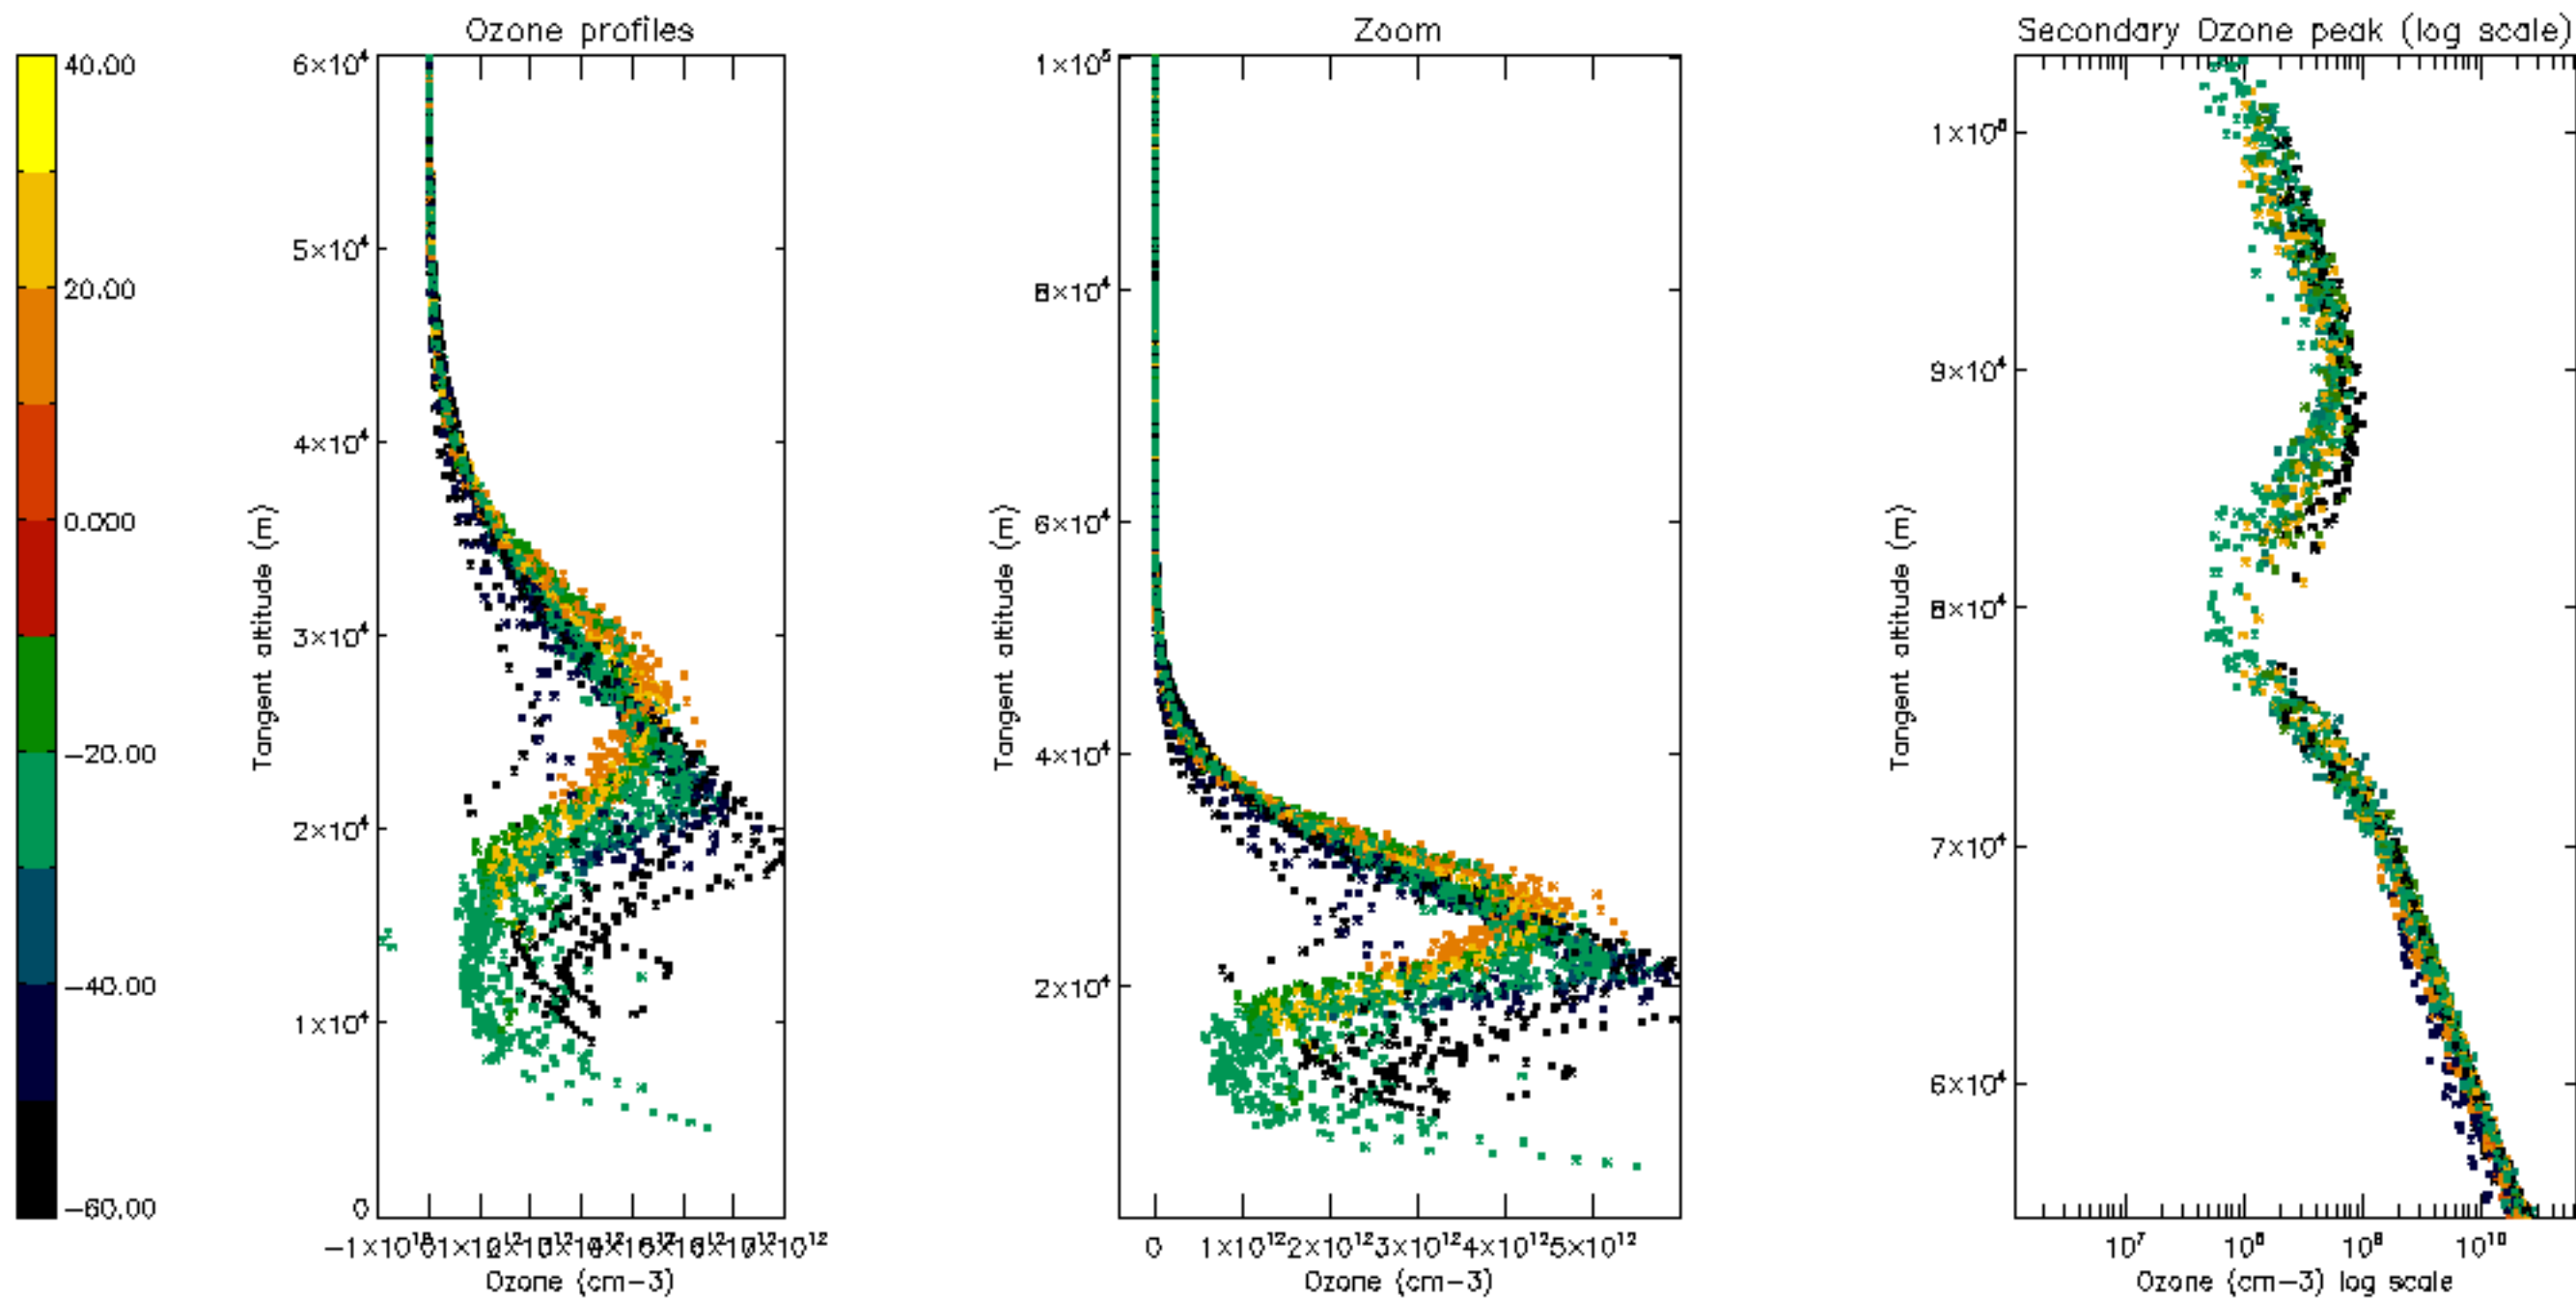 Ozone profiles
Zoom
Secondary Ozone peak (log scale)
40.00
20.00
0.000
-20.00
-40.00
-60.00
6×10⁴
5×10⁴
4×10⁴
3×10⁴
2×10⁴
1×10⁴
0
Tangent altitude (m)
Ozone (cm-3)
1×10⁵
8×10⁴
6×10⁴
4×10⁴
2×10⁴
Tangent altitude (m)
0 1×10¹² 2×10¹² 3×10¹² 4×10¹² 5×10¹²
Ozone (cm-3)
9×10⁴
8×10⁴
7×10⁴
6×10⁴
Tangent altitude (m)
10⁷ 10⁸ 10⁹ 10¹⁰
Ozone (cm-3) log scale